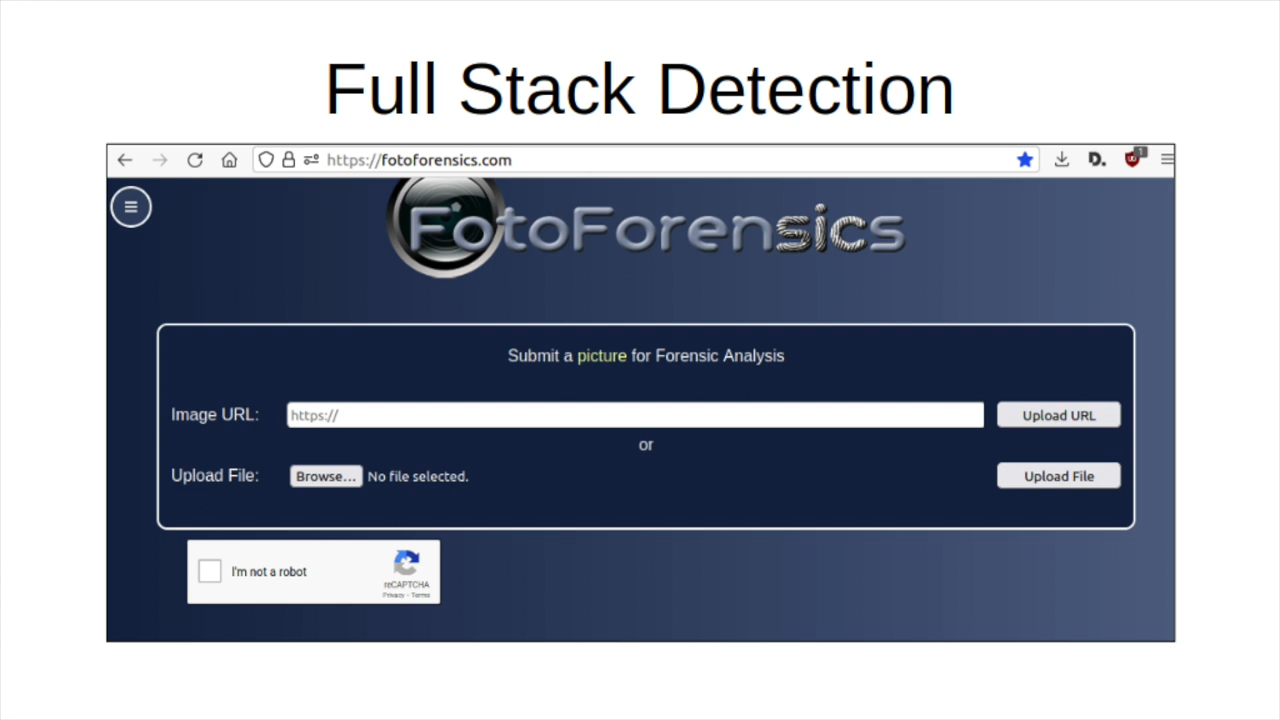 Full Stack Detection
https://fotoforensics.com
D.
1
FotoForensics
Submit a picture for Forensic Analysis
Image URL: https:// Upload URL
or
Upload File: Browse... No file selected. Upload File
I'm not a robot
reCAPTCHA
Privacy - Terms